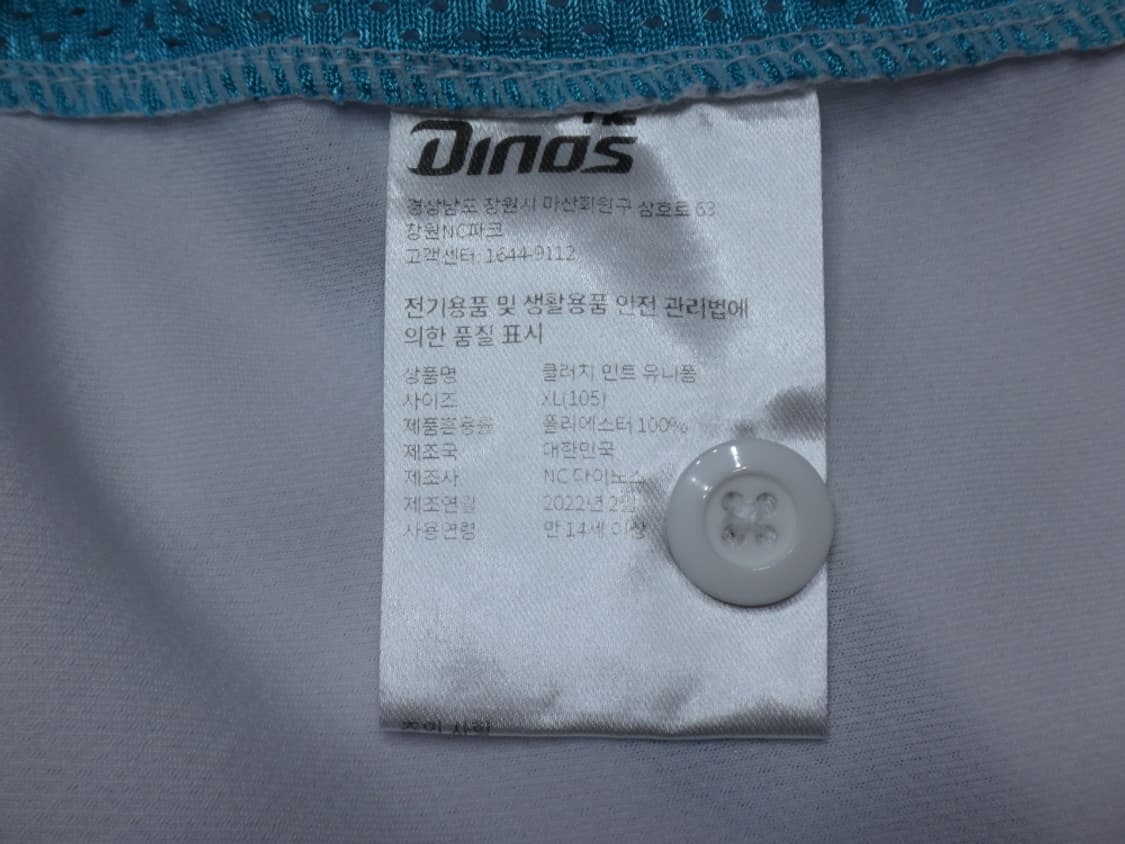 DINOS
경상남도 창원시 마산회원구 삼호로 63
창원NC파크
고객센터: 1644-9112
전기용품 및 생활용품 안전 관리법에
의한 품질 표시
상품명 클러치 민트 유니폼
사이즈 XL(105)
제품혼용율 폴리에스터 100%
제조국 대한민국
제조사 NC 다이노스
제조연월 2022년 2월
사용연령 만 14세 이상